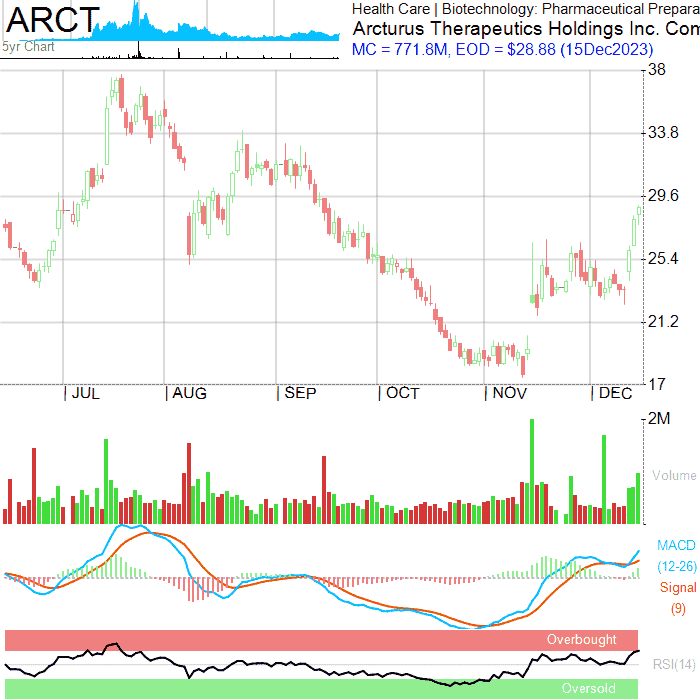 ARCT
5yr Chart
Health Care | Biotechnology: Pharmaceutical Prepara
Arcturus Therapeutics Holdings Inc. Com
MC = 771.8M, EOD = $28.88 (15Dec2023)
38
33.8
29.6
25.4
21.2
17
JUL
AUG
SEP
OCT
NOV
DEC
2M
Volume
MACD
(12-26)
Signal
(9)
Overbought
RSI(14)
Oversold